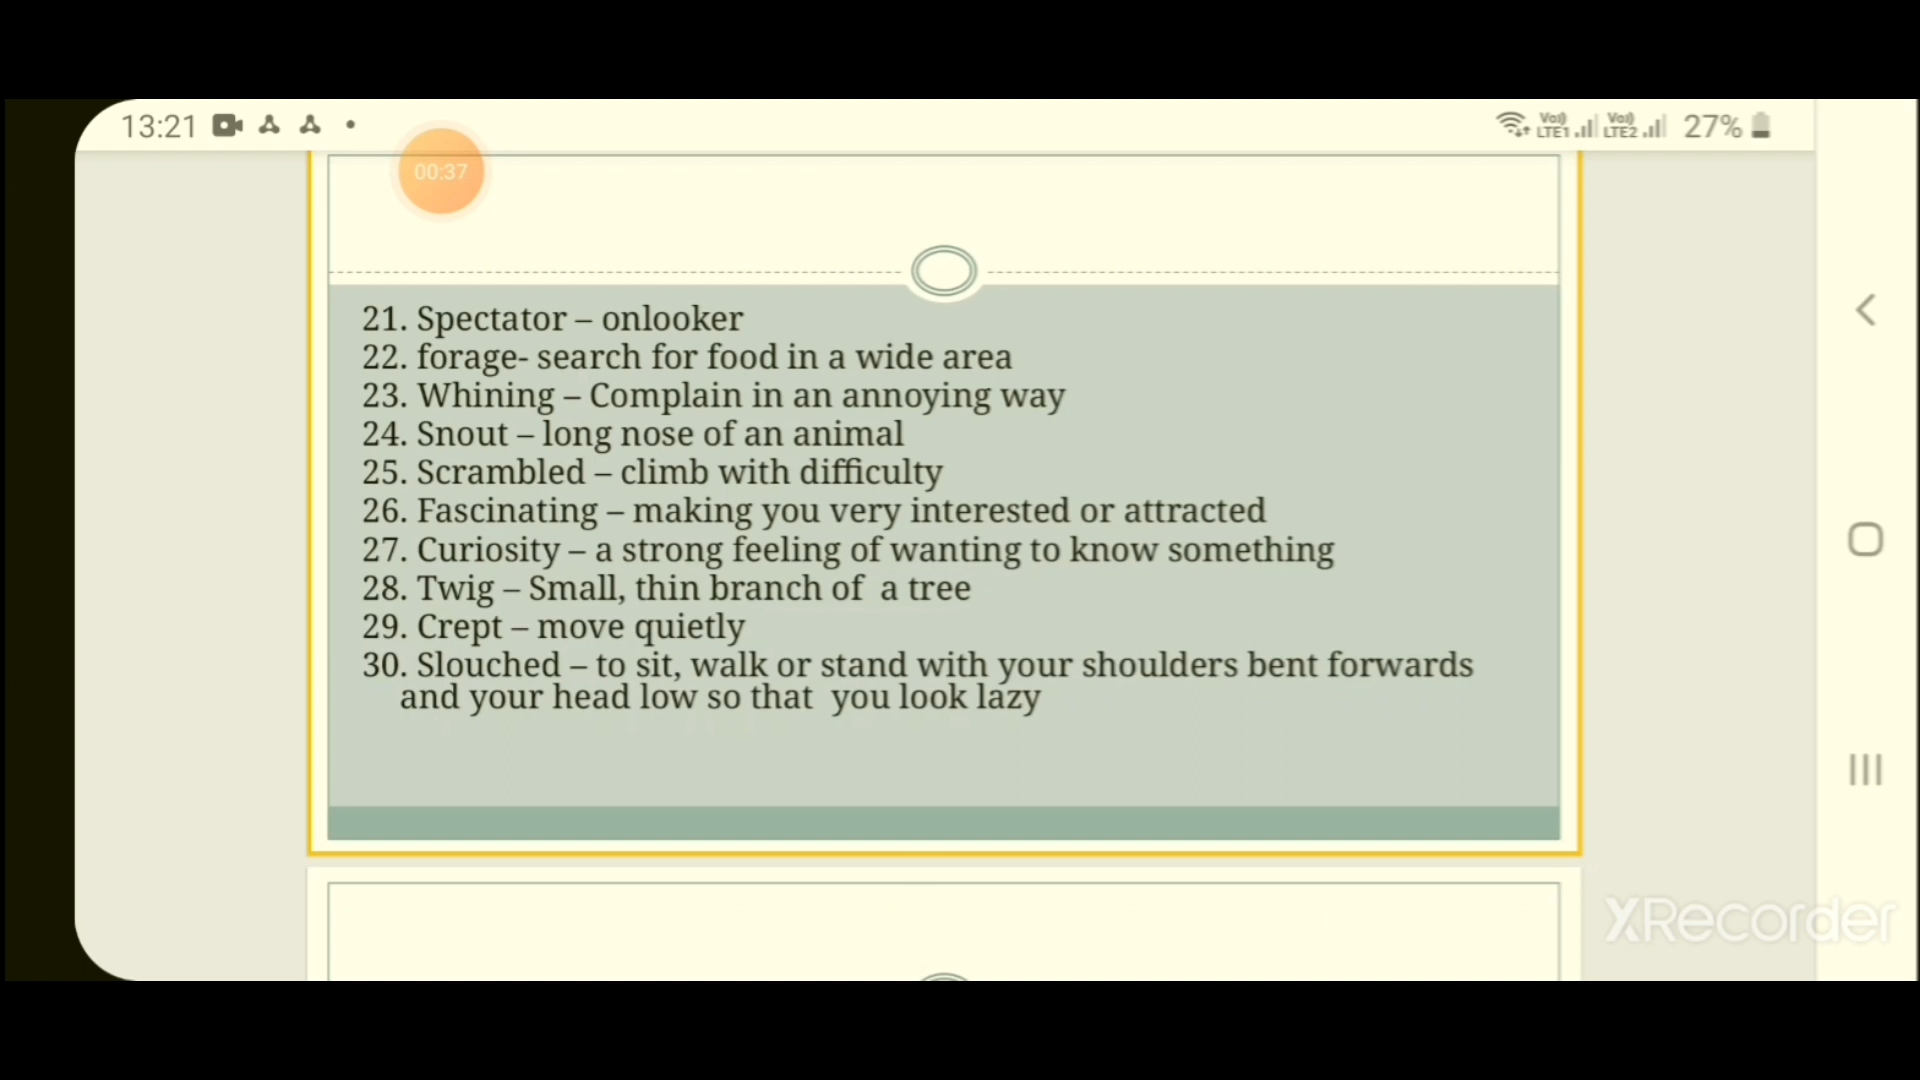 13:21
Vo) LTE1 Vo) LTE2 27%
00:37
21. Spectator – onlooker
22. forage- search for food in a wide area
23. Whining – Complain in an annoying way
24. Snout – long nose of an animal
25. Scrambled – climb with difficulty
26. Fascinating – making you very interested or attracted
27. Curiosity – a strong feeling of wanting to know something
28. Twig – Small, thin branch of  a tree
29. Crept – move quietly
30. Slouched – to sit, walk or stand with your shoulders bent forwards
and your head low so that  you look lazy
XRecorder